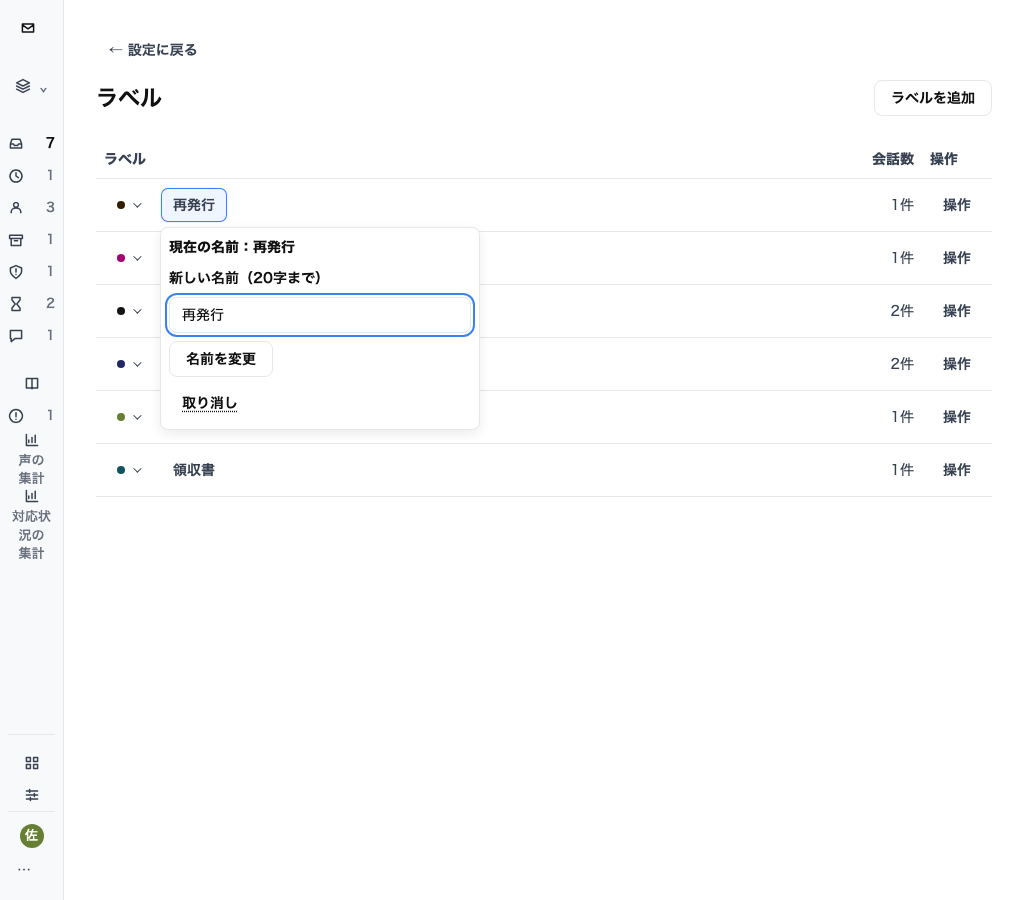 ← 設定に戻る
ラベル
ラベルを追加
ラベル 会話数 操作
再発行 1件 操作
現在の名前：再発行
新しい名前（20字まで）
再発行
名前を変更
取り消し
1件 操作
2件 操作
2件 操作
1件 操作
領収書 1件 操作
7
1
3
1
1
2
1
1
声の
集計
対応状
況の
集計
佐
…